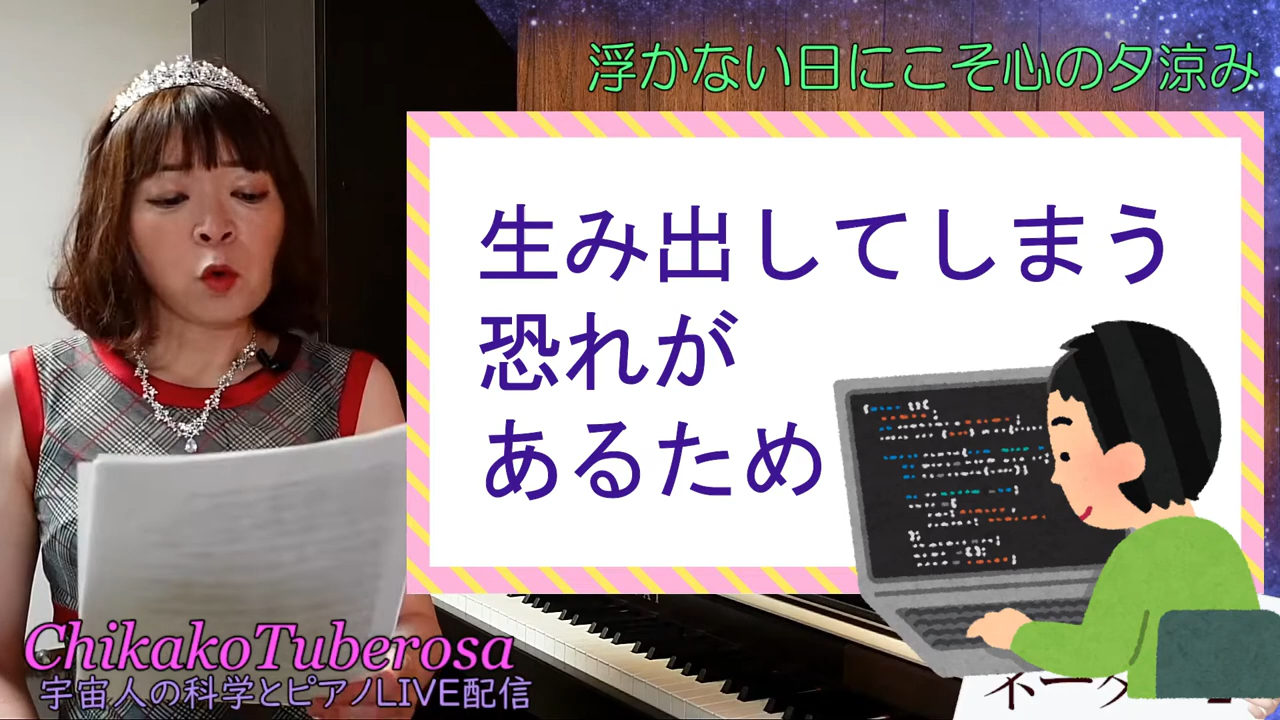 浮かない日にこそ心の夕涼み
生み出してしまう
恐れが
あるため
ChikakoTuberosa
宇宙人の科学とピアノLIVE配信